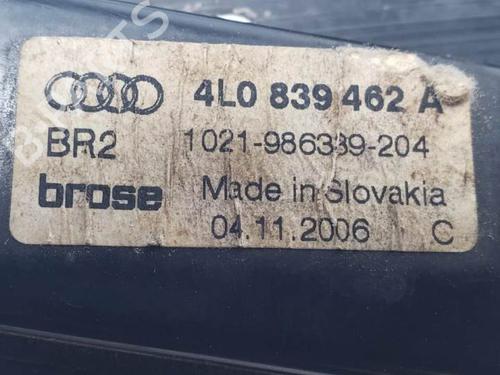 4L0 839 462 A
BR2 1021-986339-204
brose Made in Slovakia
04.11.2006 C